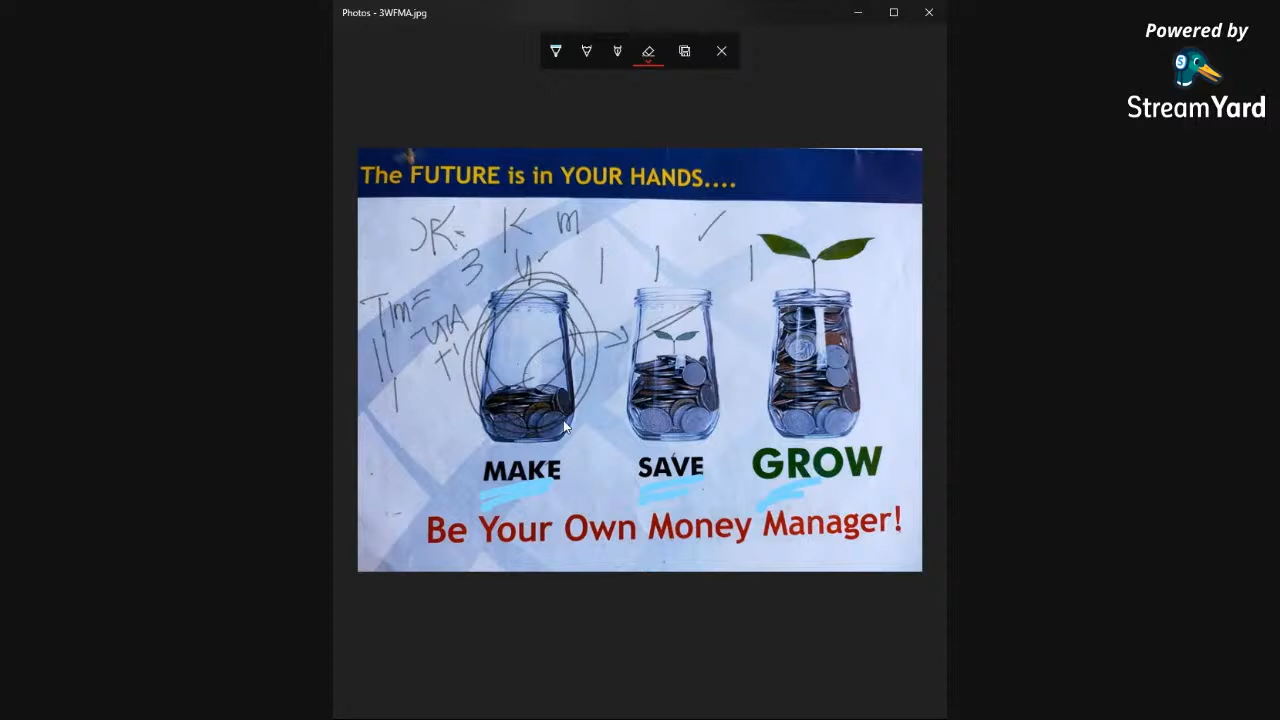 Photos - 3WFMA.jpg
Powered by
StreamYard
The FUTURE is in YOUR HANDS....
K m
3
MAKE
SAVE
GROW
Be Your Own Money Manager!